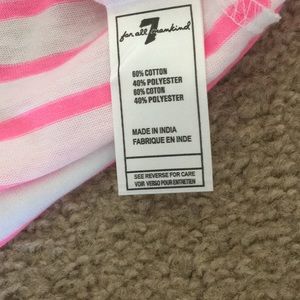 7
for all mankind
60% COTTON
40% POLYESTER
60% COTON
40% POLYESTER
MADE IN INDIA
FABRIQUE EN INDE
SEE REVERSE FOR CARE
VOIR VERSO POUR ENTRETIEN